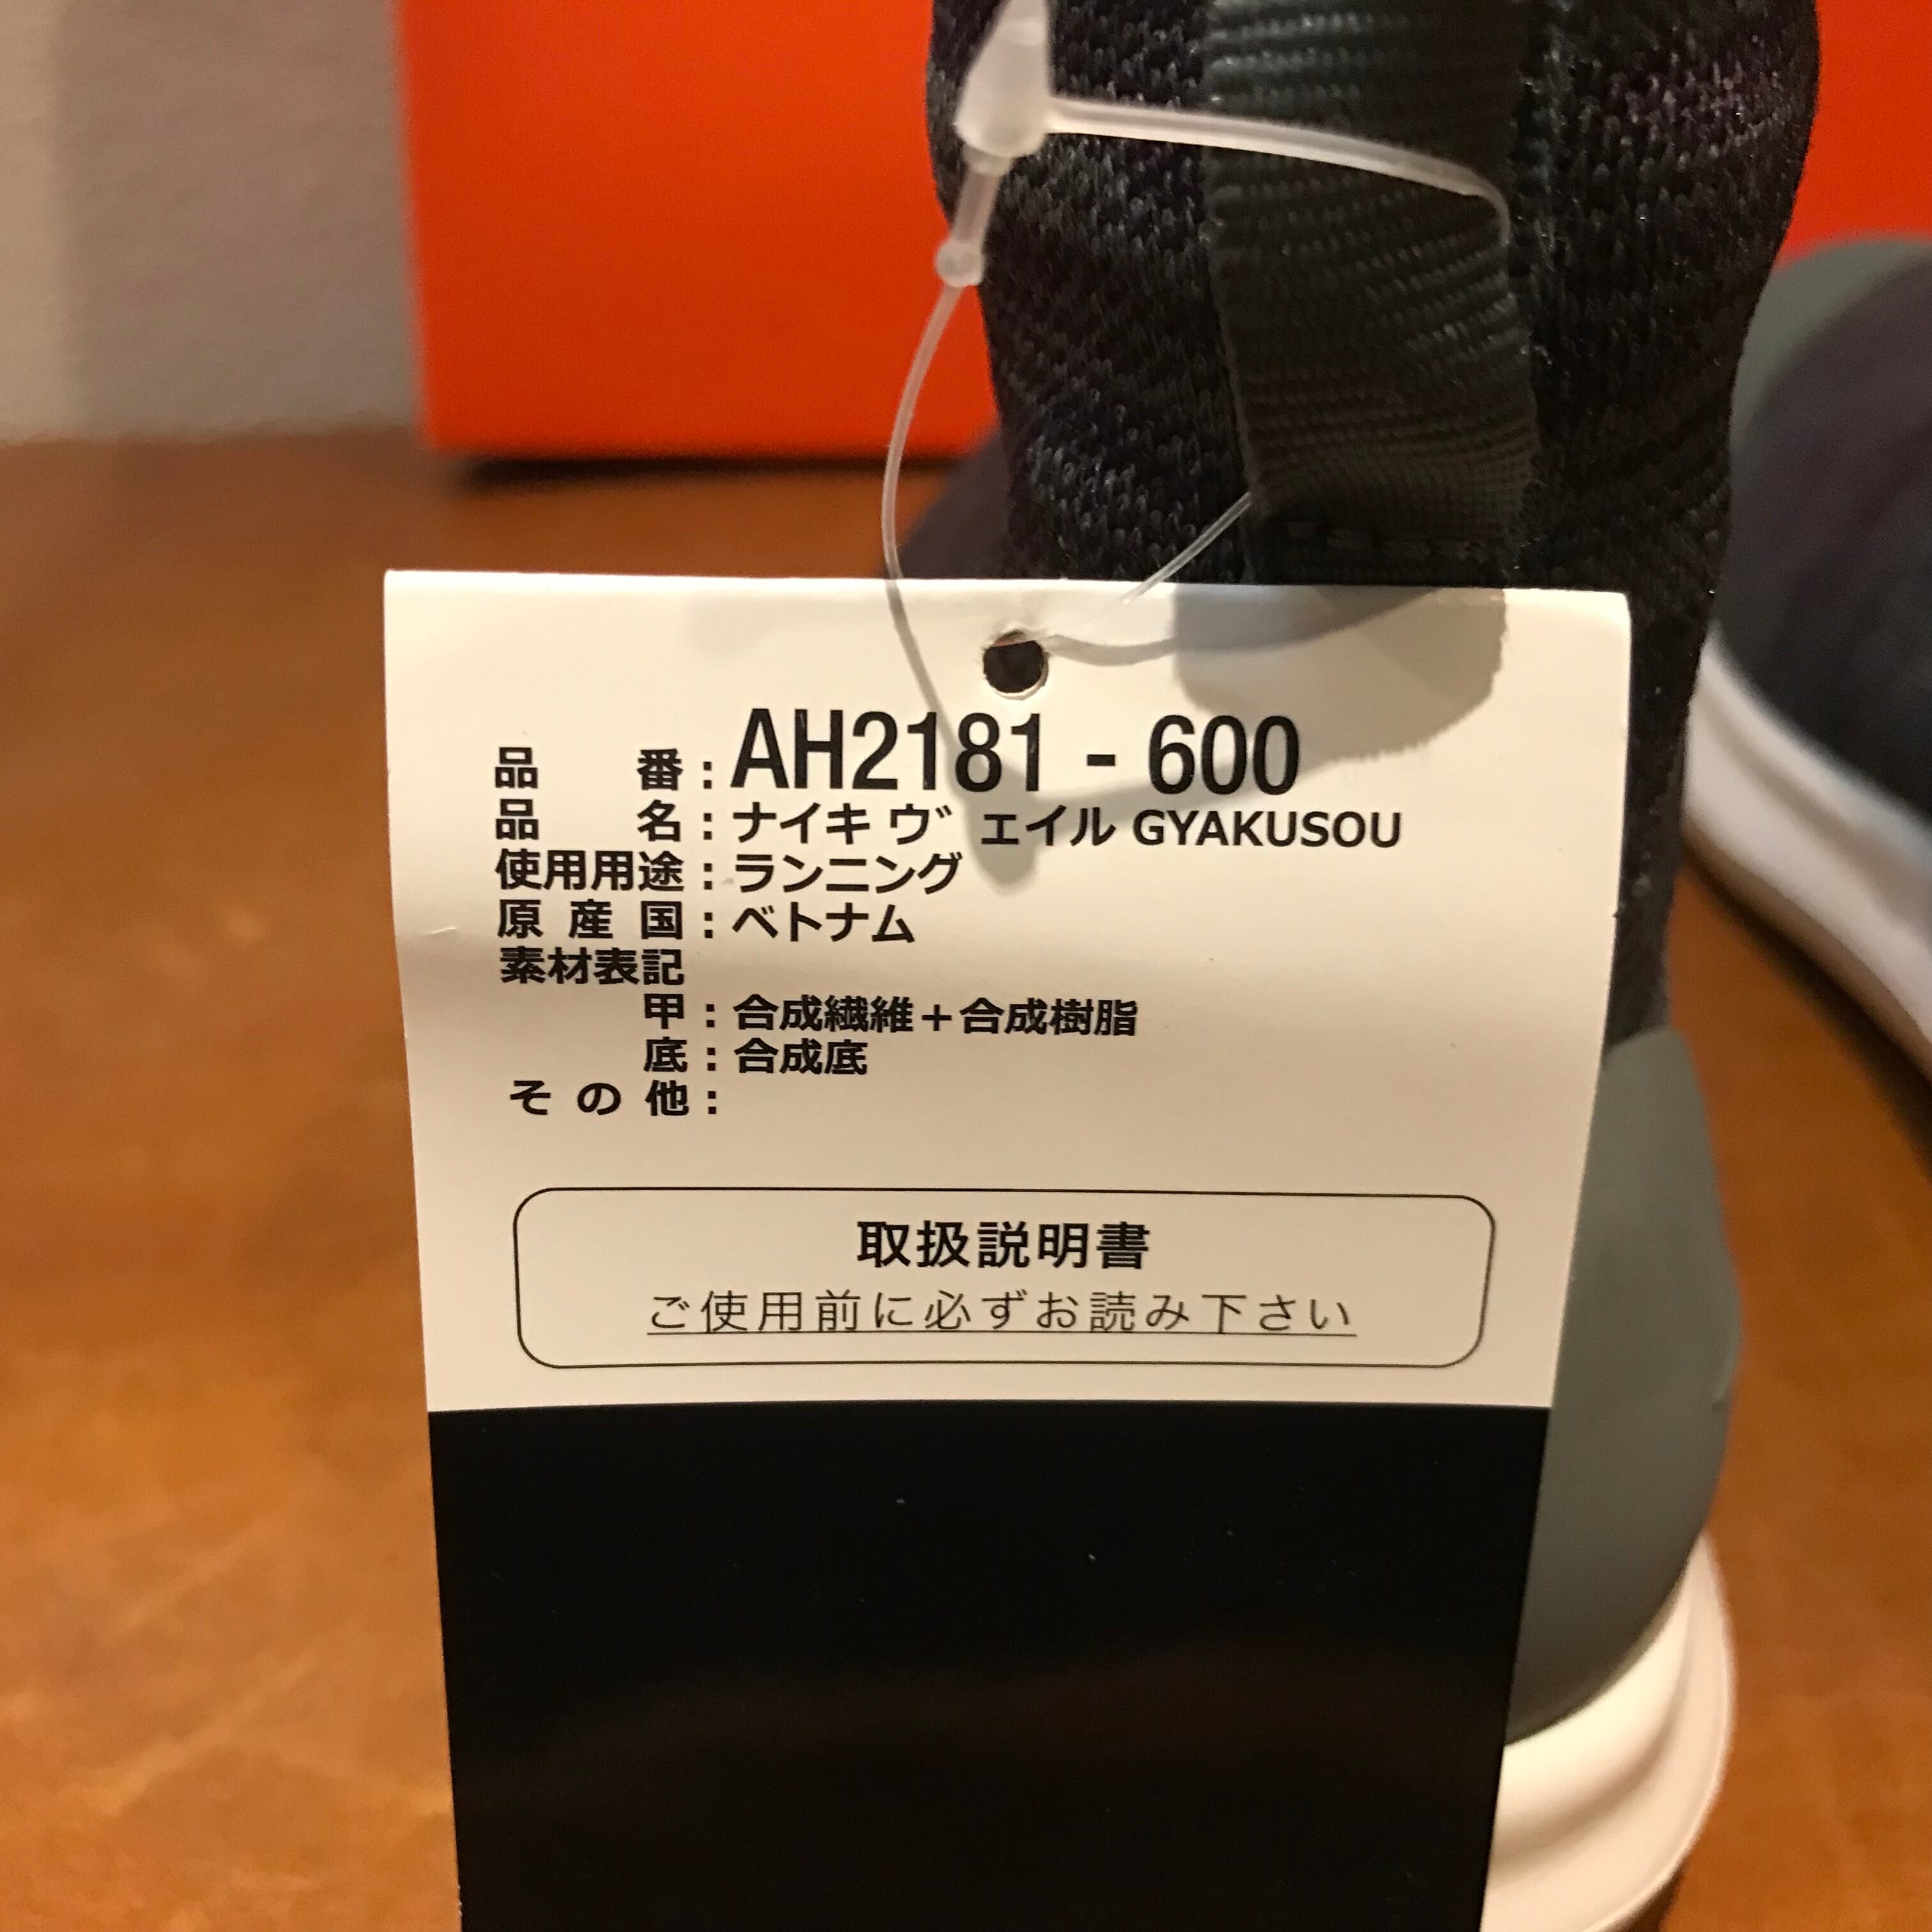 品番:AH2181 - 600
品名:ナイキ ヴェイル GYAKUSOU
使用用途:ランニング
原産国:ベトナム
素材表記
甲:合成繊維+合成樹脂
底:合成底
その他:
取扱説明書
ご使用前に必ずお読み下さい